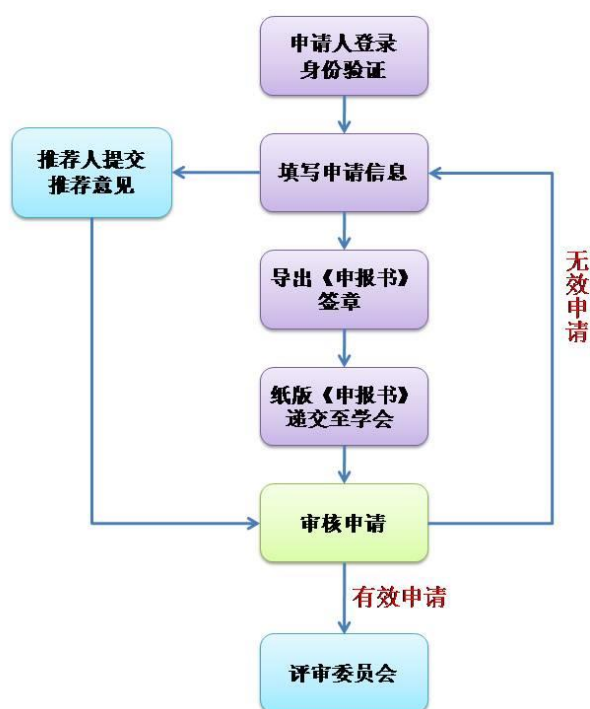 申请人登录
身份验证
推荐人提交
推荐意见
填写申请信息
导出《申报书》
签章
无效申请
纸版《申报书》
递交至学会
审核申请
有效申请
评审委员会